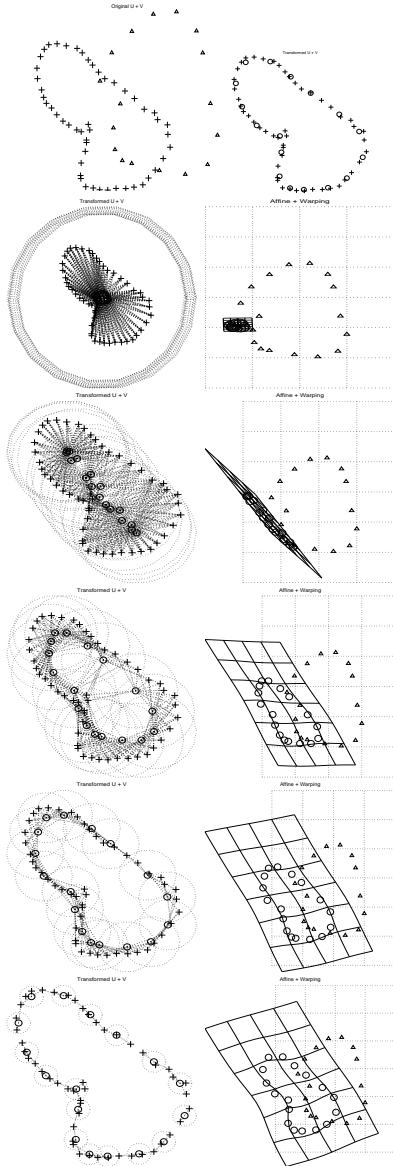 Original U + V
Transformed U + V
Transformed U + V
Affine + Warping
Transformed U + V
Affine + Warping
Transformed U + V
Affine + Warping
Transformed U + V
Affine + Warping
Transformed U + V
Affine + Warping